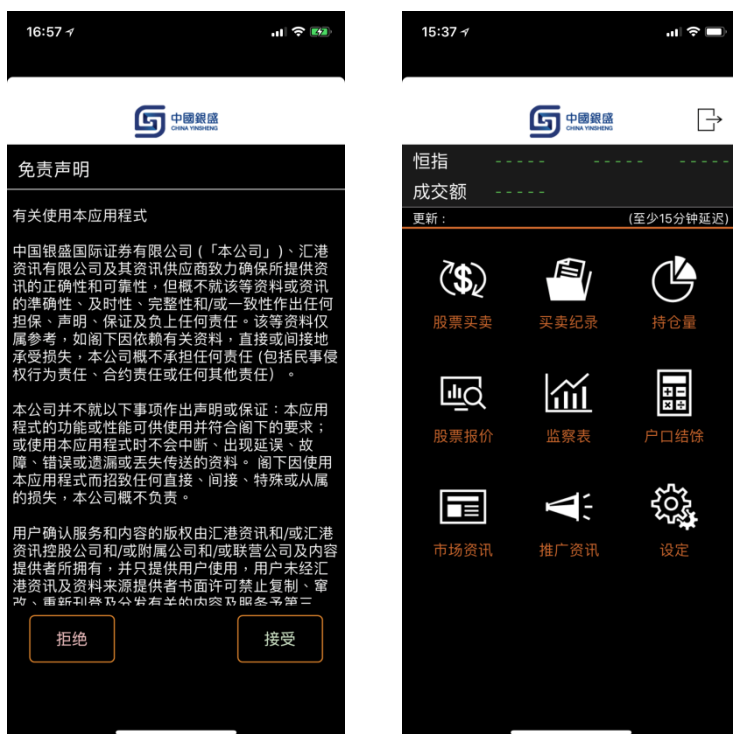 16:57
中國銀盛
CHINA YINSHENG
免责声明
有关使用本应用程式
中国银盛国际证券有限公司 (「本公司」)、汇港
资讯有限公司及其资讯供应商致力确保所提供资
讯的正确性和可靠性，但概不就该等资料或资讯
的準确性、及时性、完整性和/或一致性作出任何
担保、声明、保证及负上任何责任。该等资料仅
属参考，如阁下因依赖有关资料，直接或间接地
承受损失，本公司概不承担任何责任 (包括民事侵
权行为责任、合约责任或任何其他责任) 。
本公司并不就以下事项作出声明或保证：本应用
程式的功能或性能可供使用并符合阁下的要求；
或使用本应用程式时不会中断、出现延误、故
障、错误或遗漏或丟失传送的资料。 阁下因使用
本应用程式而招致任何直接、间接、特殊或从属
的损失，本公司概不负责。
用户确认服务和内容的版权由汇港资讯和/或汇港
资讯控股公司和/或附属公司和/或联营公司及内容
提供者所拥有，并只提供用户使用，用户未经汇
港资讯及资料来源提供者书面许可禁止复制、窜
改、重新刊登及分发有关的内容及服务予第三
拒绝
接受
15:37
中國銀盛
CHINA YINSHENG
恒指 - - - - - - - - - - - - - - -
成交额 - - - - -
更新 : (至少15分钟延迟)
股票买卖 买卖纪录 持仓量
股票报价 监察表 户口结馀
市场资讯 推广资讯 设定